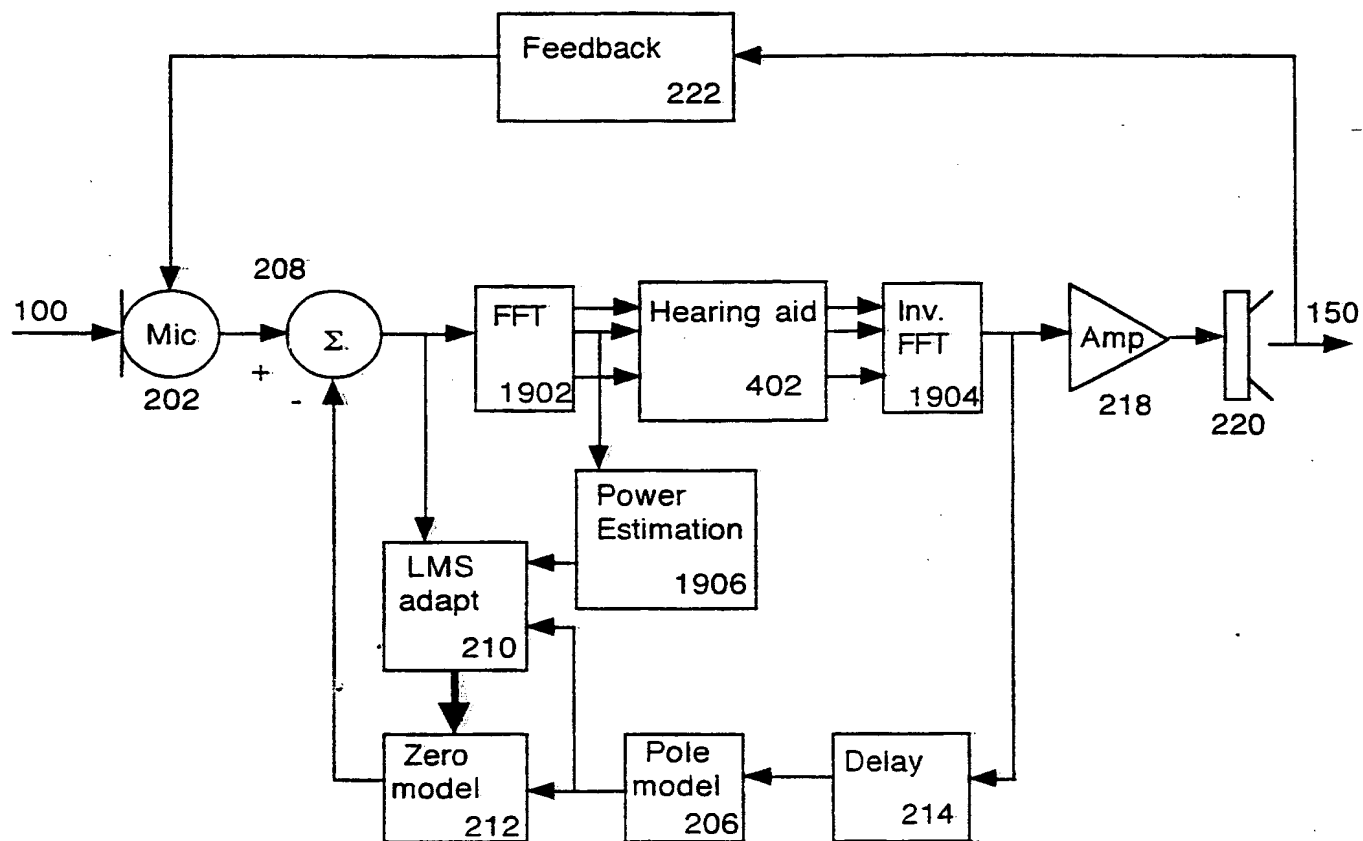 Feedback
222
100
Mic
202
208
Σ
+
-
FFT
1902
Hearing aid
402
Inv.
FFT
1904
Amp
218
220
150
Power
Estimation
1906
LMS
adapt
210
Zero
model
212
Pole
model
206
Delay
214